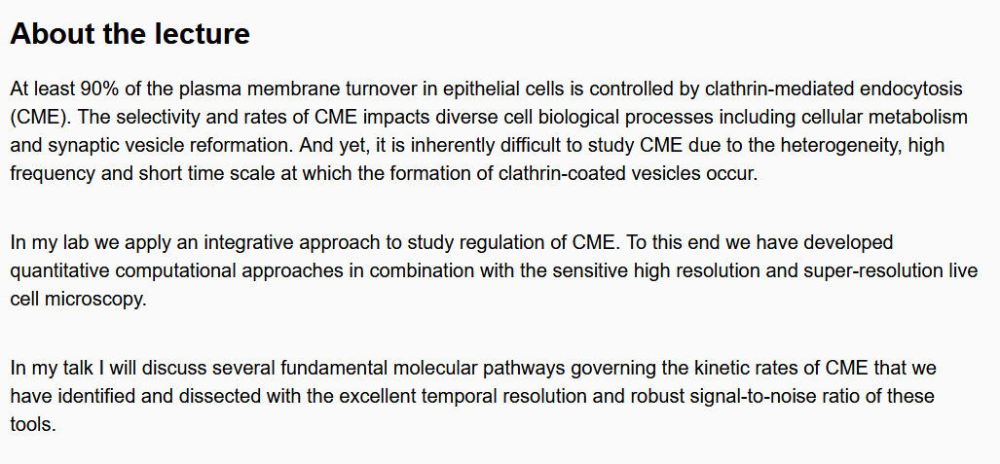 About the lecture
At least 90% of the plasma membrane turnover in epithelial cells is controlled by clathrin-mediated endocytosis
(CME). The selectivity and rates of CME impacts diverse cell biological processes including cellular metabolism
and synaptic vesicle reformation. And yet, it is inherently difficult to study CME due to the heterogeneity, high
frequency and short time scale at which the formation of clathrin-coated vesicles occur.
In my lab we apply an integrative approach to study regulation of CME. To this end we have developed
quantitative computational approaches in combination with the sensitive high resolution and super-resolution live
cell microscopy.
In my talk I will discuss several fundamental molecular pathways governing the kinetic rates of CME that we
have identified and dissected with the excellent temporal resolution and robust signal-to-noise ratio of these
tools.